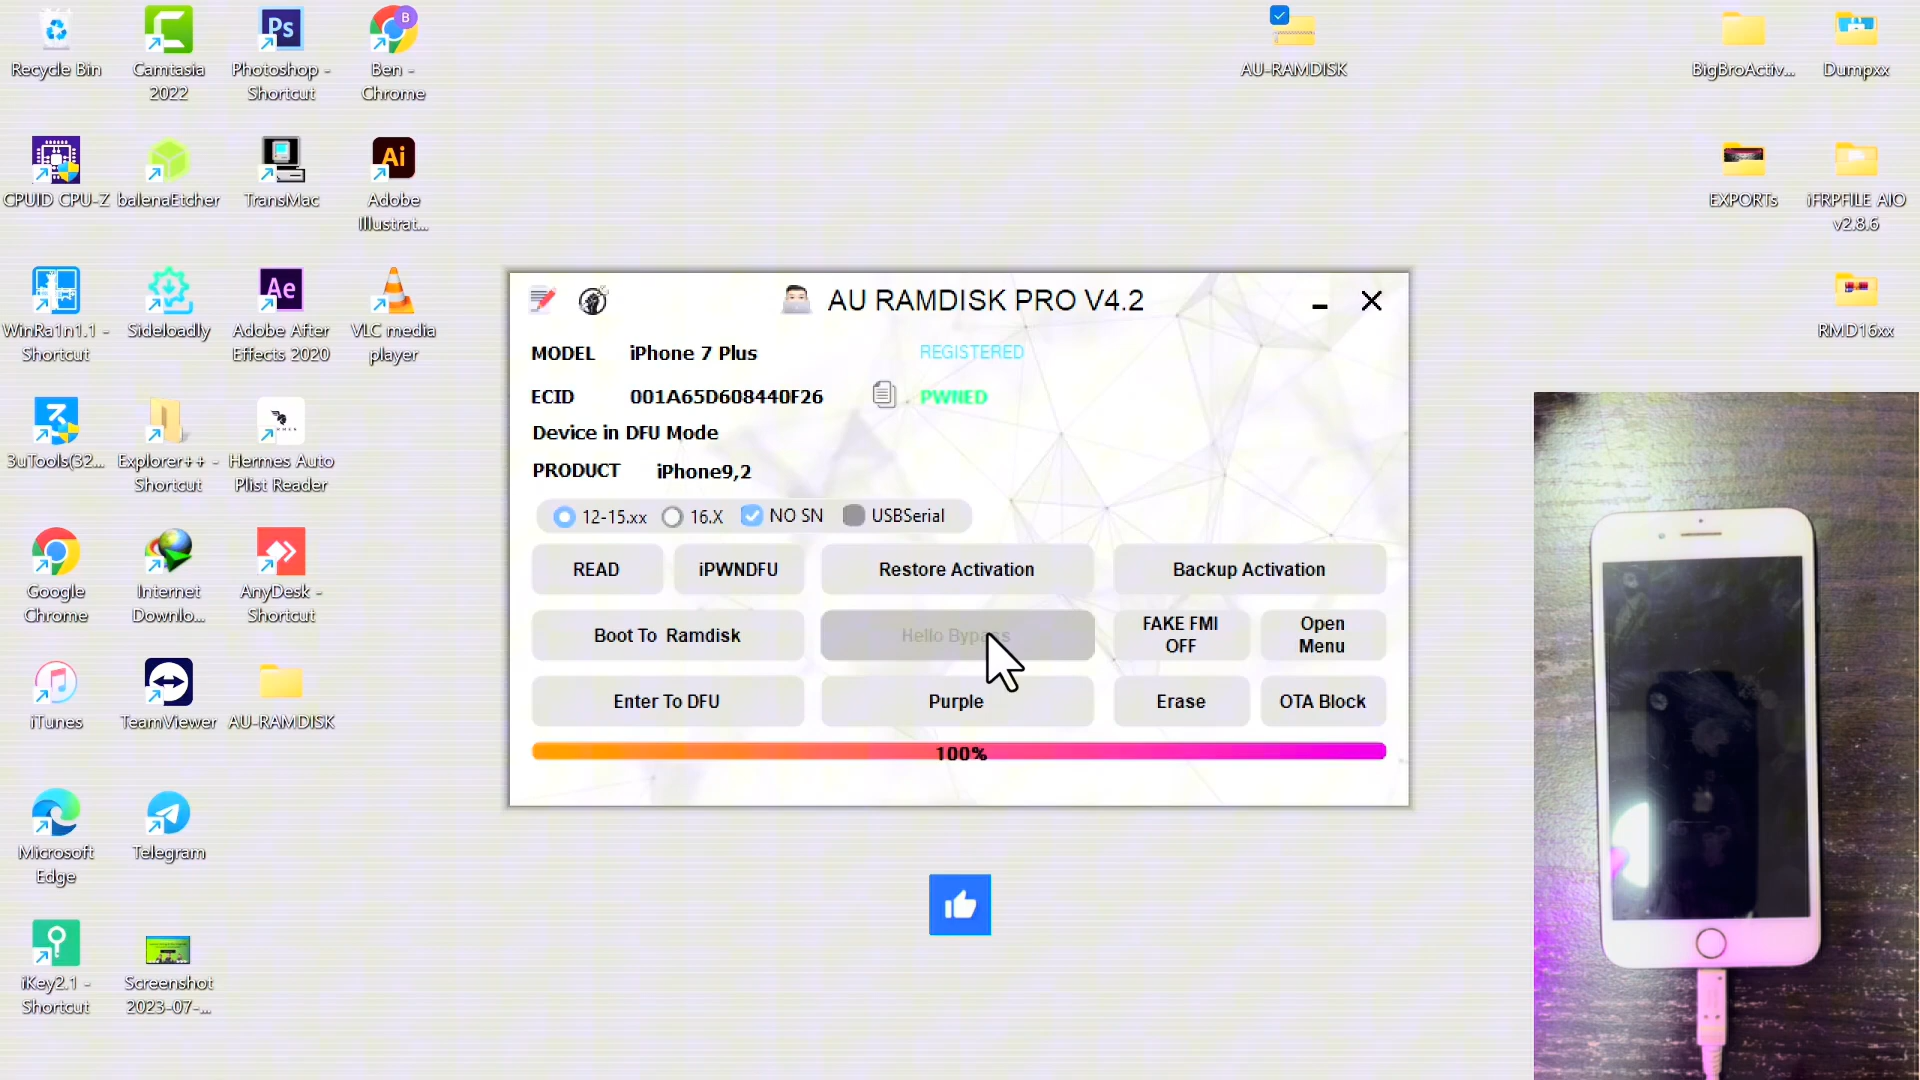 Recycle Bin
Camtasia
2022
Photoshop -
Shortcut
Ben -
Chrome
B
Ps
AU-RAMDISK
BigBroActiv...
Dumpxx
CPUID CPU-Z
balenaEtcher
TransMac
Ai
Adobe
Illustrat...
EXPORTs
iFRPFILE AIO
v2.8.6
WinRa1n1.1 -
Shortcut
Sideloadly
Ae
Adobe After
Effects 2020
VLC media
player
RMD16xx
3uTools(32...
Explorer++ -
Shortcut
Hermes Auto
Plist Reader
Google
Chrome
Internet
Downlo...
AnyDesk -
Shortcut
iTunes
TeamViewer
AU-RAMDISK
Microsoft
Edge
Telegram
iKey2.1 -
Shortcut
Screenshot
2023-07-...
AU RAMDISK PRO V4.2
MODEL iPhone 7 Plus REGISTERED
ECID 001A65D608440F26 PWNED
Device in DFU Mode
PRODUCT iPhone9,2
12-15.xx 16.X NO SN USBSerial
READ iPWNDFU Restore Activation Backup Activation
Boot To Ramdisk Hello Bypass FAKE FMI OFF Open Menu
Enter To DFU Purple Erase OTA Block
100%